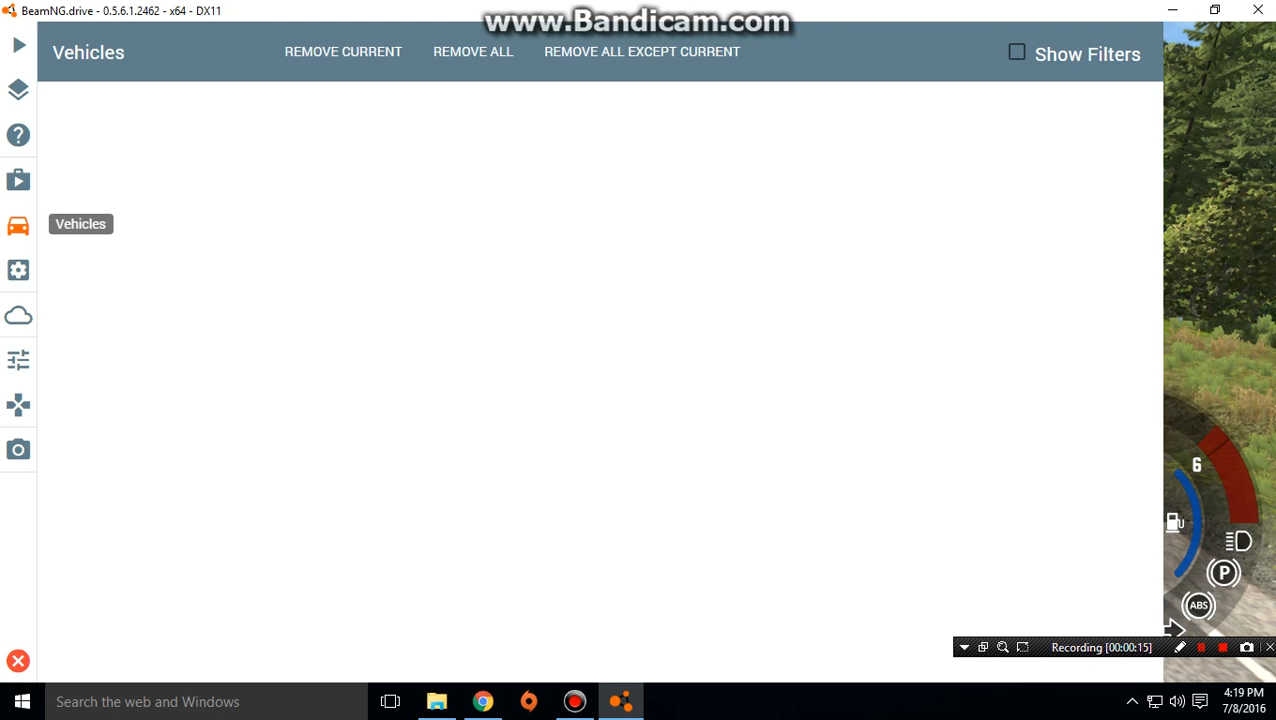 BeamNG.drive - 0.5.6.1.2462 - x64 - DX11
www.Bandicam.com
Vehicles
REMOVE CURRENT
REMOVE ALL
REMOVE ALL EXCEPT CURRENT
Show Filters
Vehicles
6
P
ABS
Recording [00:00:15]
Search the web and Windows
4:19 PM
7/8/2016